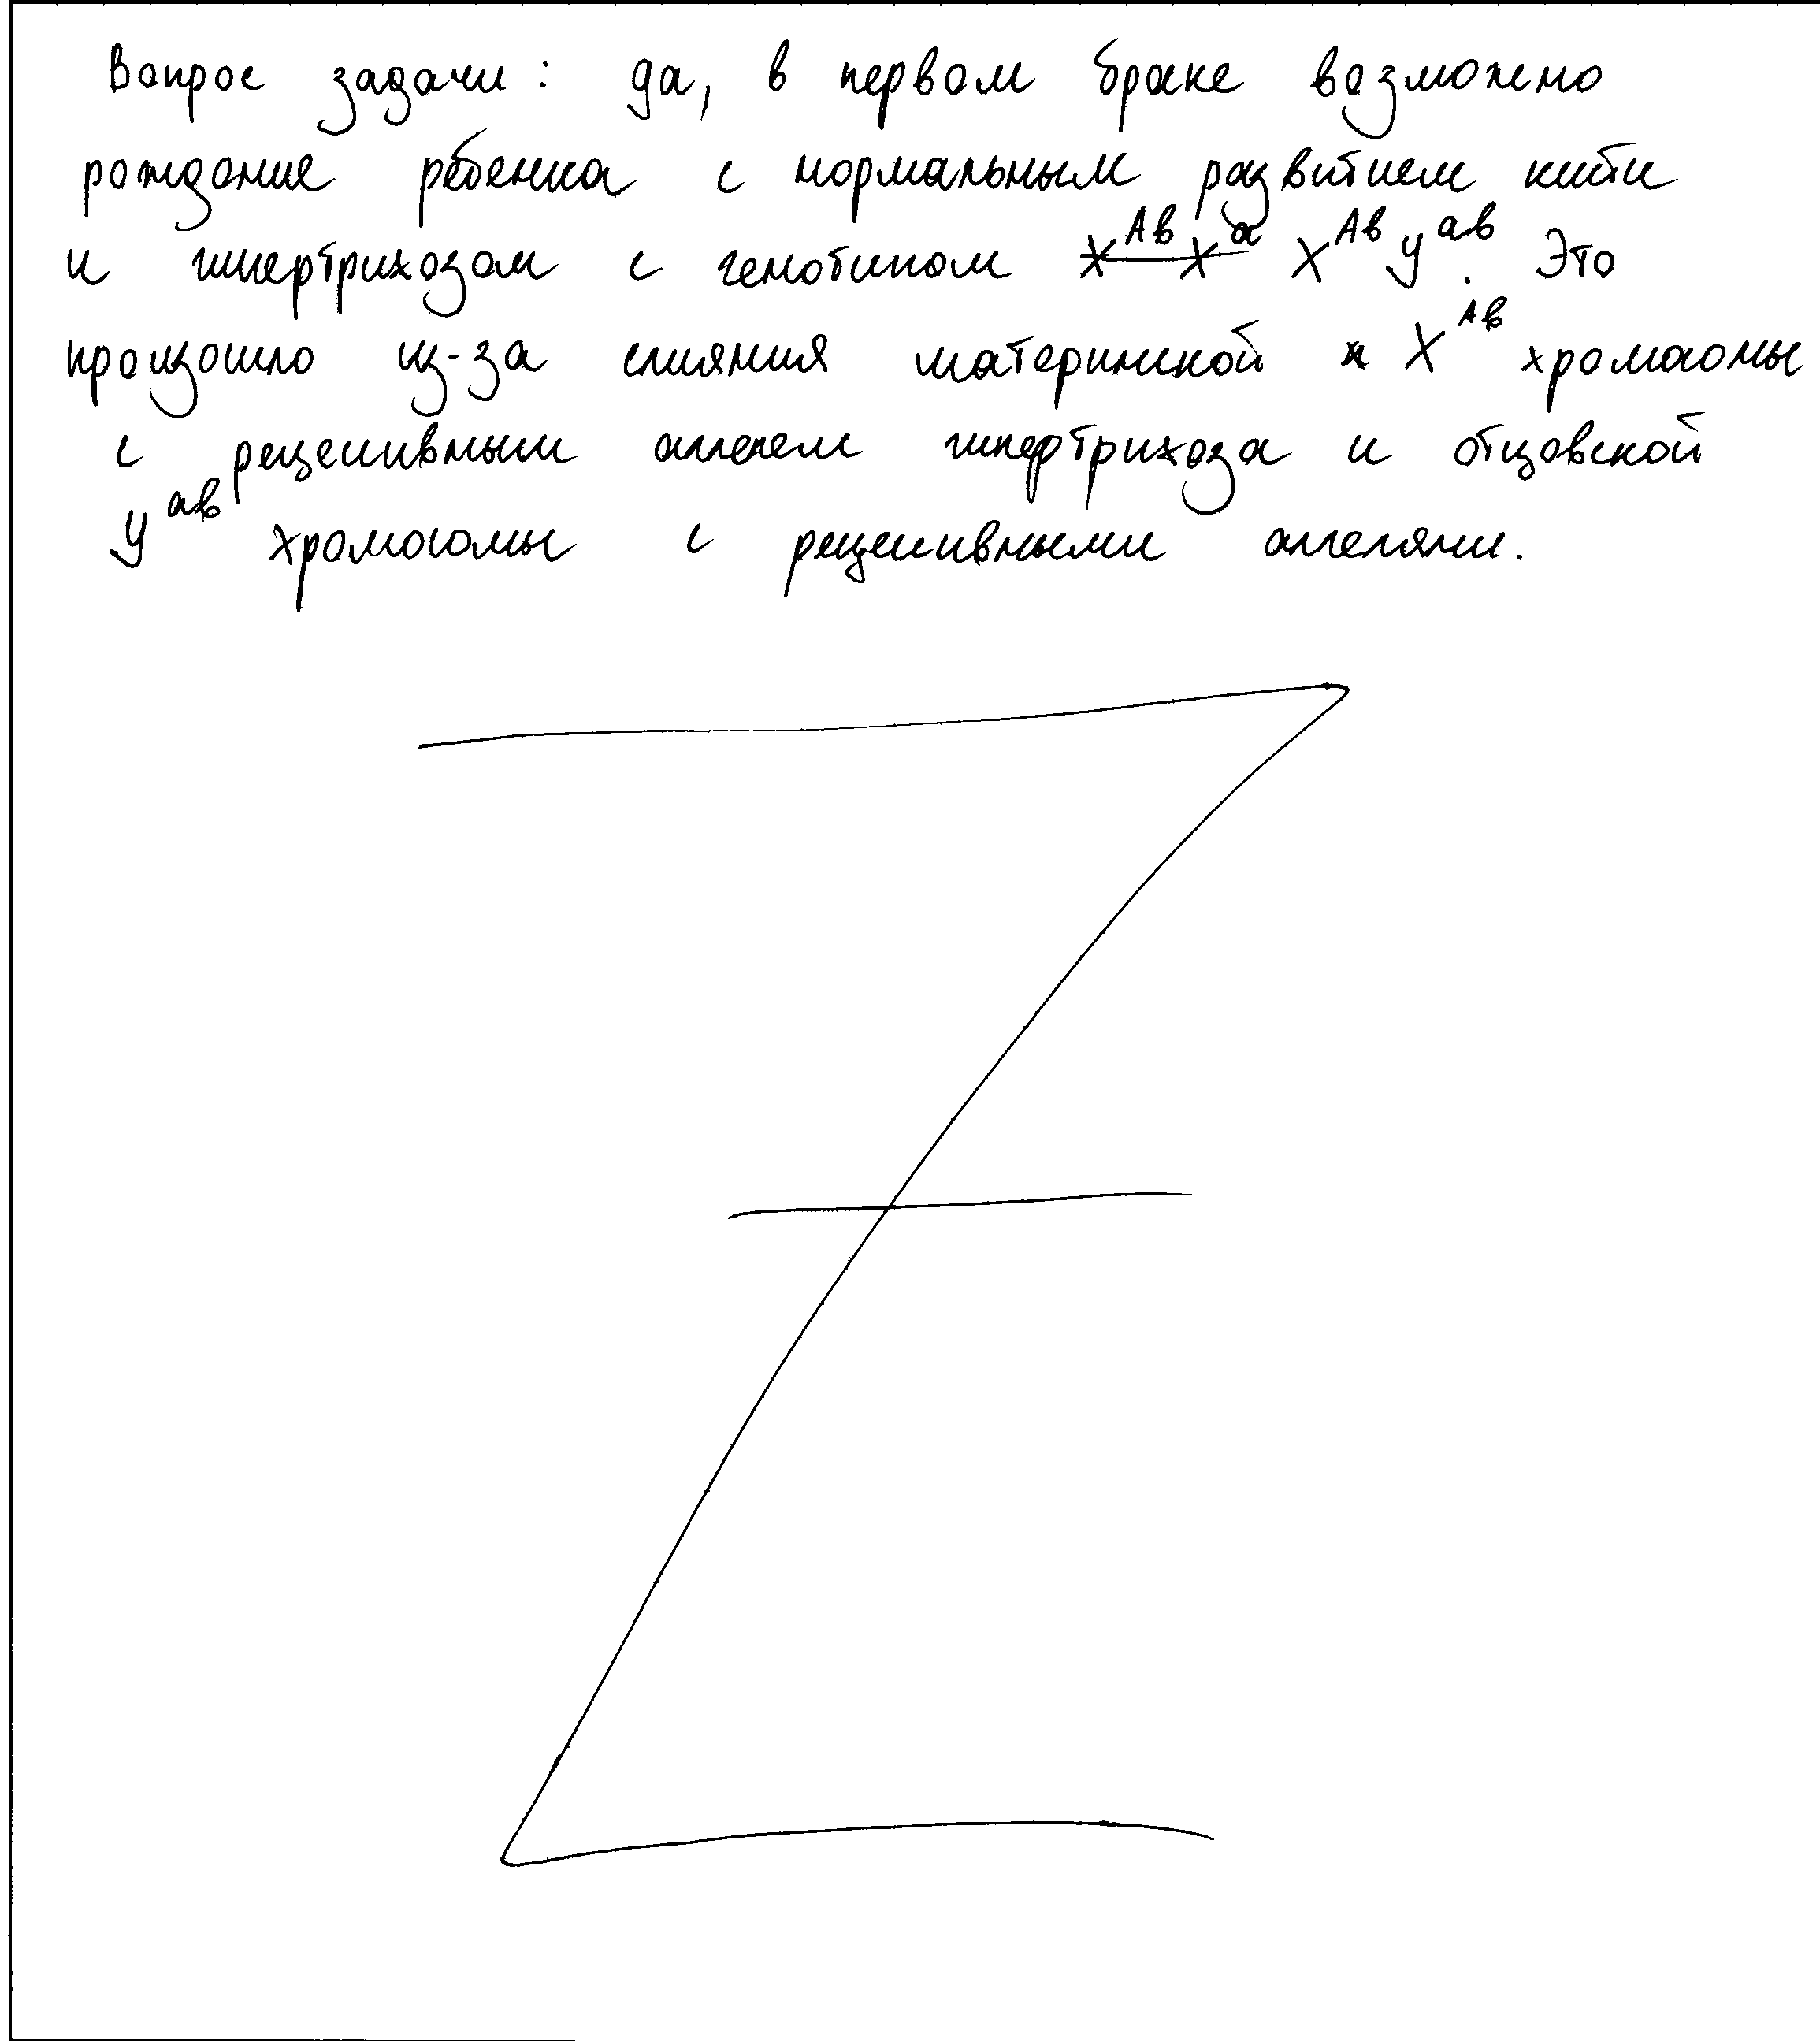 Вопрос задачи: да, в первом браке возможно
рождение ребенка с нормальным развитием кисти
и гипертрихозом с генотипом X^Ab X^a X^Ab y^ab. Это
произошло из-за слияния материнской x X^Ab хромосомы
с рецессивным аллелем гипертрихоза и отцовской
y^ab хромосомы с рецессивными аллелями.